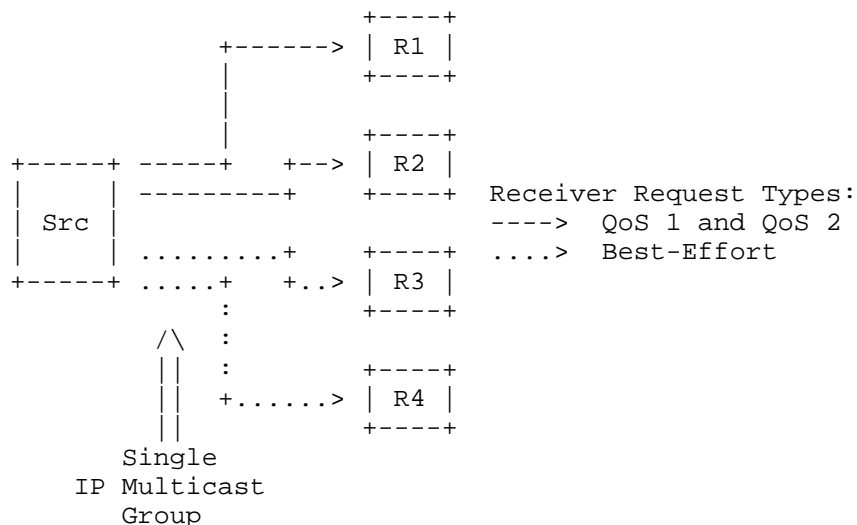 R1
R2
Receiver Request Types:
Src
----> QoS 1 and QoS 2
....> Best-Effort
R3
R4
Single
IP Multicast
Group